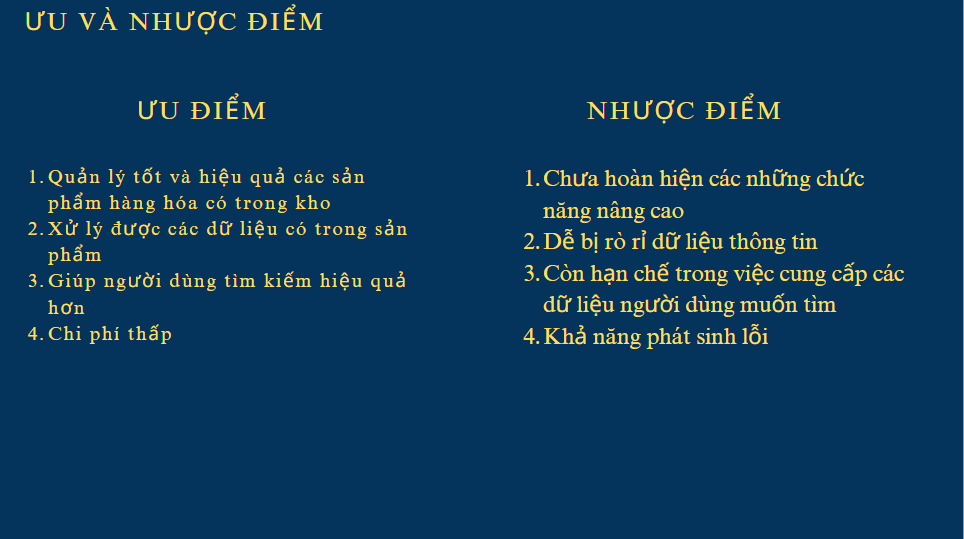 ƯU VÀ NHƯỢC ĐIỂM
ƯU ĐIỂM
1. Quản lý tốt và hiệu quả các sản
phẩm hàng hóa có trong kho
2. Xử lý được các dữ liệu có trong sản
phẩm
3. Giúp người dùng tìm kiếm hiệu quả
hơn
4. Chi phí thấp
NHƯỢC ĐIỂM
1. Chưa hoàn hiện các những chức
năng nâng cao
2. Dễ bị rò rỉ dữ liệu thông tin
3. Còn hạn chế trong việc cung cấp các
dữ liệu người dùng muốn tìm
4. Khả năng phát sinh lỗi